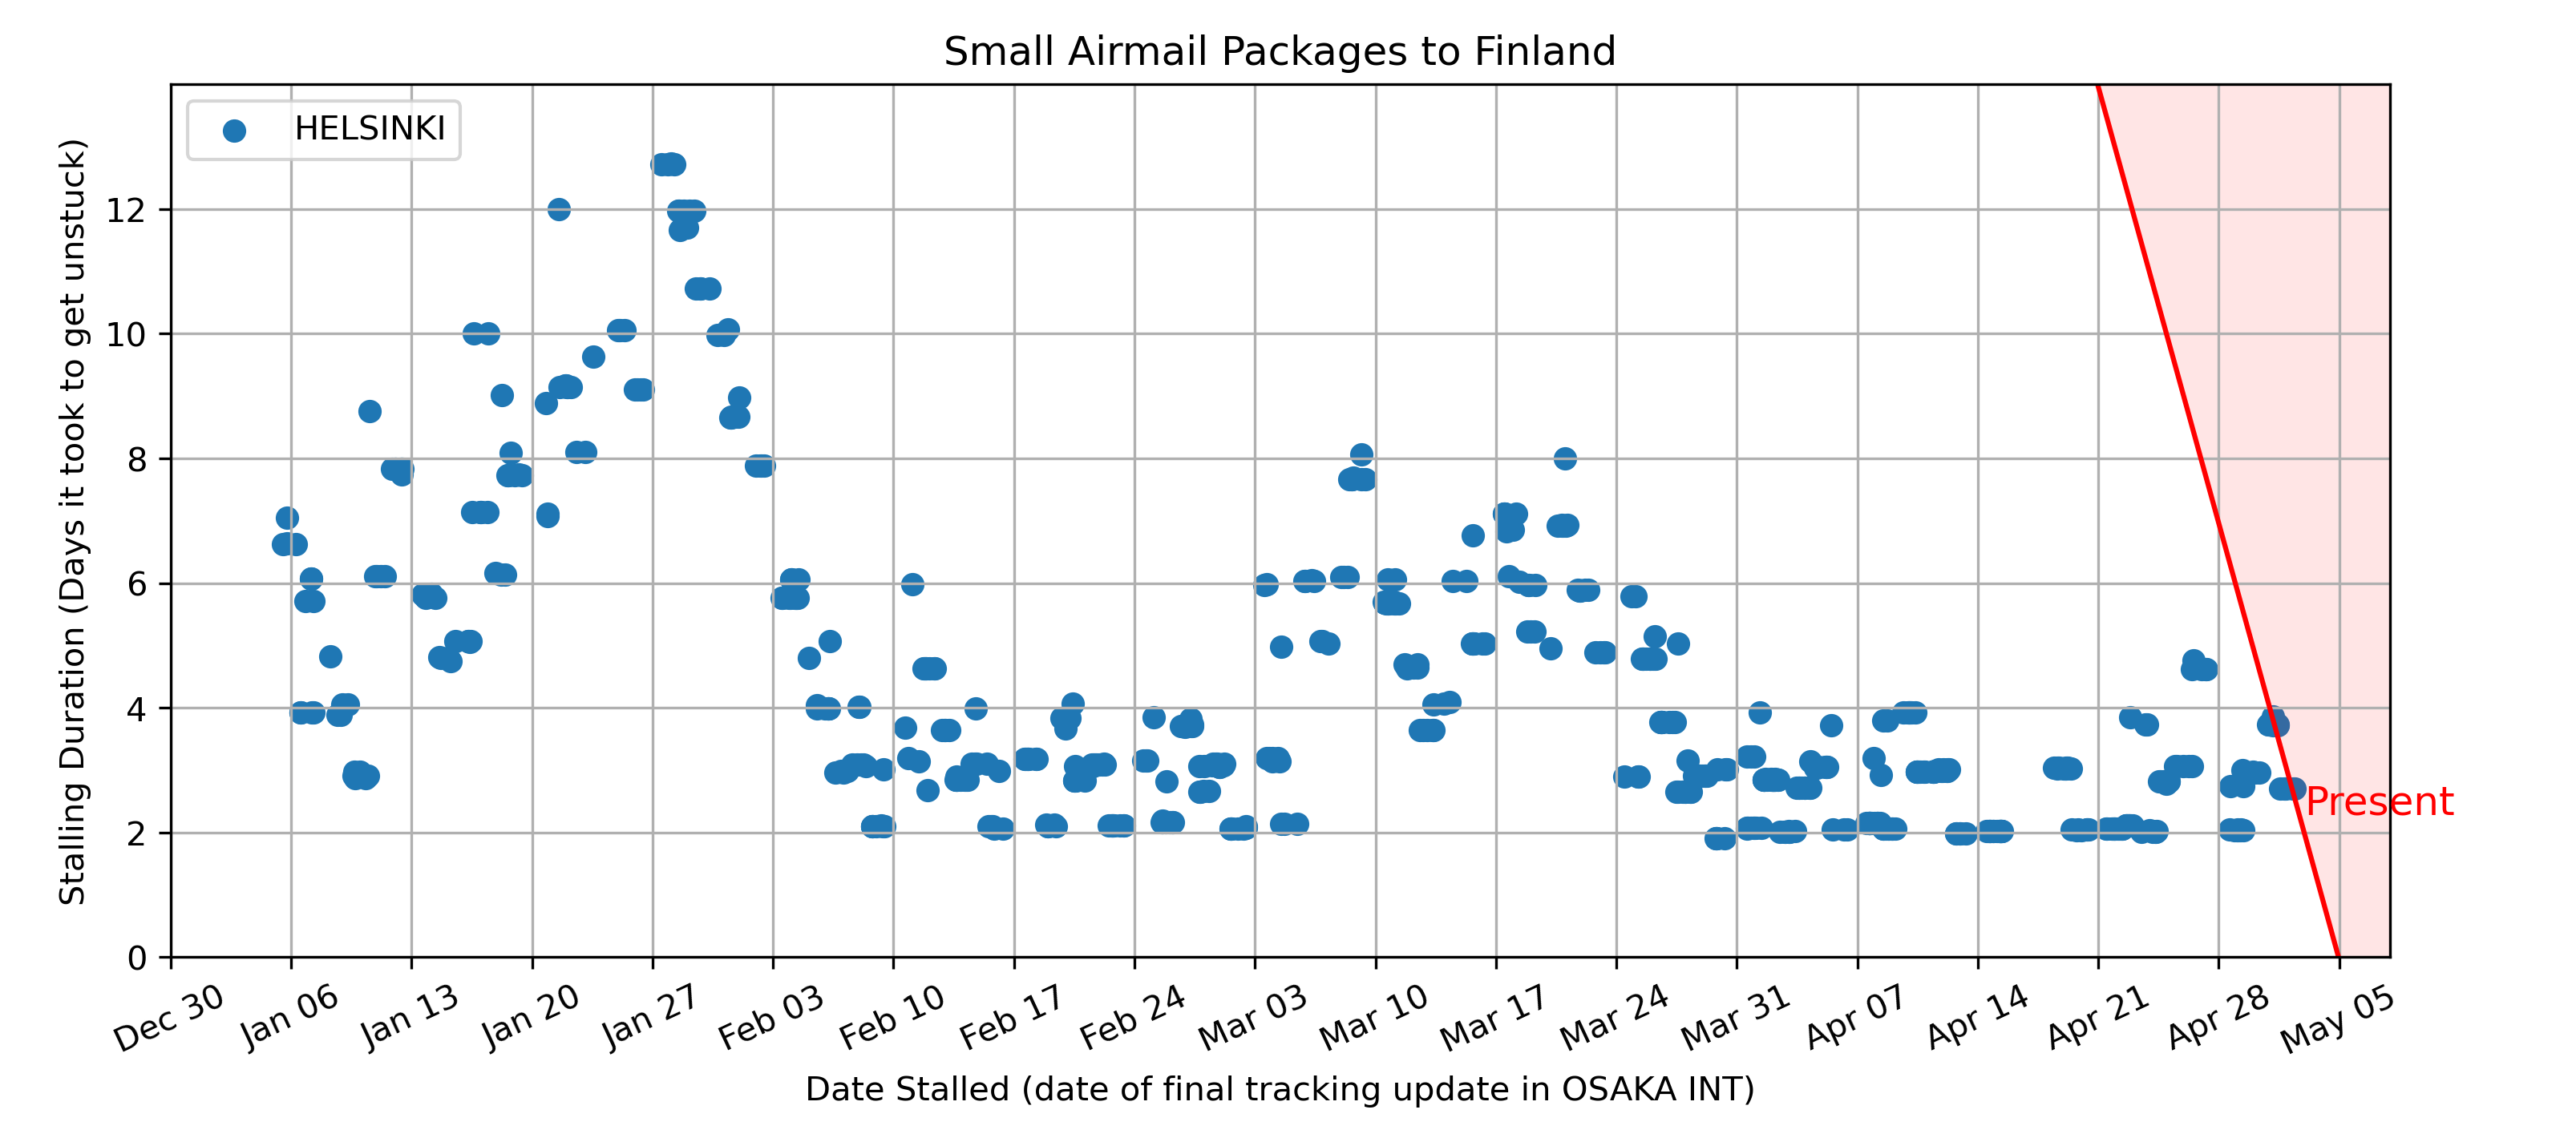 Small Airmail Packages to Finland
HELSINKI
Stalling Duration (Days it took to get unstuck)
12
10
8
6
4
2
0
Present
Dec 30
Jan 06
Jan 13
Jan 20
Jan 27
Feb 03
Feb 10
Feb 17
Feb 24
Mar 03
Mar 10
Mar 17
Mar 24
Mar 31
Apr 07
Apr 14
Apr 21
Apr 28
May 05
Date Stalled (date of final tracking update in OSAKA INT)